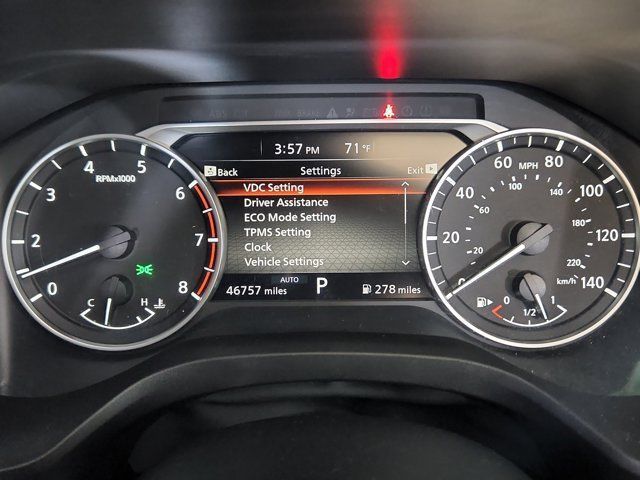 3:57 PM 71°F
Back Settings Exit
VDC Setting
Driver Assistance
ECO Mode Setting
TPMS Setting
Clock
Vehicle Settings
AUTO
46757 miles P 278 miles
RPMx1000
0 2 3 4 5 6 7 8
C H
MPH
0 20 40 60 80 100 120 140
20 60 100 140 180 220
km/h
0 1/2 1